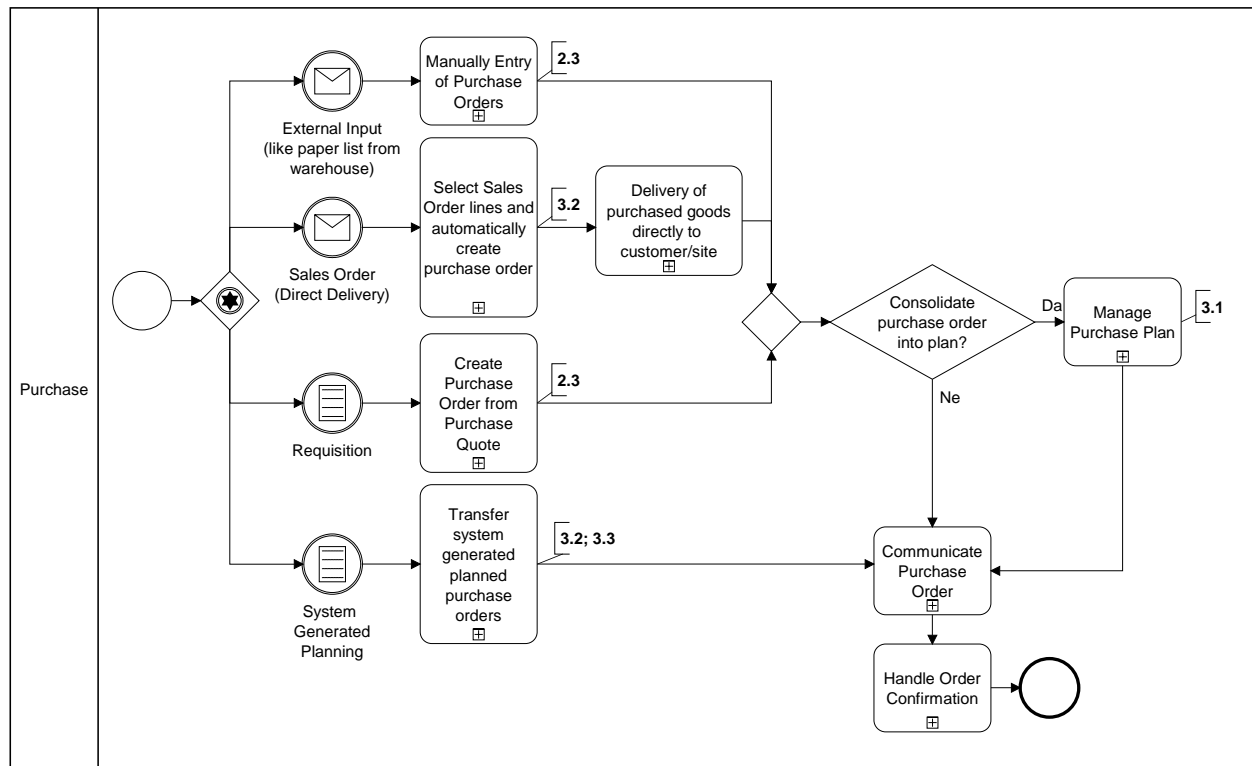 Purchase
External Input
(like paper list from
warehouse)
Manually Entry
of Purchase
Orders
2.3
Sales Order
(Direct Delivery)
Select Sales
Order lines and
automatically
create
purchase order
3.2
Delivery of
purchased goods
directly to
customer/site
Requisition
Create
Purchase
Order from
Purchase
Quote
2.3
Consolidate
purchase order
into plan?
Da
Ne
Manage
Purchase Plan
3.1
System
Generated
Planning
Transfer
system
generated
planned
purchase
orders
3.2; 3.3
Communicate
Purchase
Order
Handle Order
Confirmation